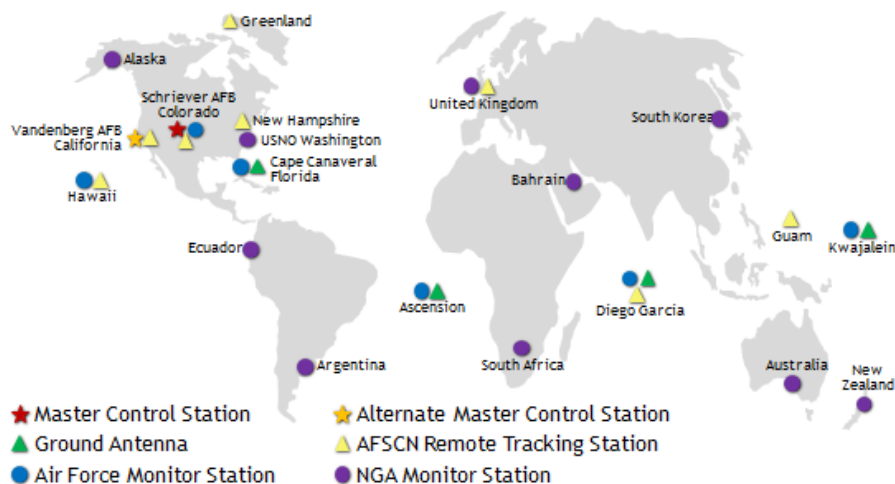 Greenland
Alaska
Schriever AFB
Colorado
New Hampshire
Vandenberg AFB
California
USNO Washington
Cape Canaveral
Florida
Hawaii
United Kingdom
South Korea
Bahrain
Ecuador
Guam
Kwajalein
Ascension
Diego Garcia
Argentina
South Africa
Australia
New
Zealand
Master Control Station
Alternate Master Control Station
Ground Antenna
AFSCN Remote Tracking Station
Air Force Monitor Station
NGA Monitor Station